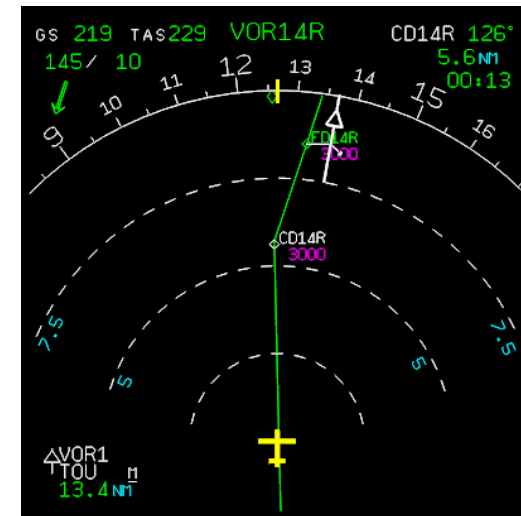 GS 219 TAS229 VOR14R CD14R 126°
145/ 10 5.6NM
00:13
9 10 11 12 13 14 15 16
FD14R
3000
CD14R
3000
7.5 7.5
5 5
VOR1
TOU M
13.4NM